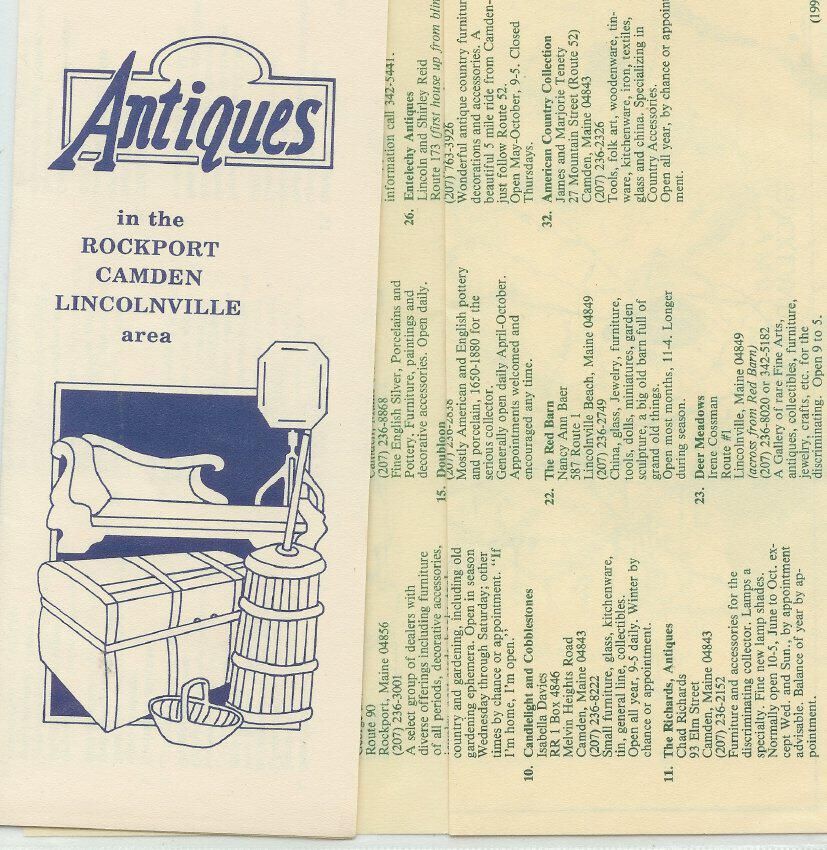 Antiques
in the
ROCKPORT
CAMDEN
LINCOLNVILLE
area
Route 90
Rockport, Maine 04856
(207) 236-3001
A select group of dealers with
diverse offerings including furniture
of all periods, decorative accessories,
(207) 236-8868
Fine English Silver, Porcelains and
Pottery. Furniture, paintings and
decorative accessories. Open daily.
information call 342-5441.
26. Entelechy Antiques
Lincoln and Shirley Reid
Route 173 (first house up from blin
country and gardening, including old
gardening ephemera. Open in season
Wednesday through Saturday; other
times by chance or appointment. "If
I'm home, I'm open."
10. Candlelight and Cobblestones
Isabella Davies
RR 1 Box 4846
Melvin Heights Road
Camden, Maine 04843
(207) 236-8222
Small furniture, glass, kitchenware,
tin, general line, collectibles.
Open all year, 9-5 daily. Winter by
chance or appointment.
11. The Richards, Antiques
Chad Richards
93 Elm Street
Camden, Maine 04843
(207) 236-2152
Furniture and accessories for the
discriminating collector. Lamps a
specialty. Fine new lamp shades.
Normally open 10-5, June to Oct. ex-
cept Wed. and Sun., by appointment
advisable. Balance of year by ap-
pointment.
15. Doubloon
Mostly American and English pottery
and porcelain, 1650-1880 for the
serious collector.
Generally open daily April-October.
Appointments welcomed and
encouraged any time.
22. The Red Barn
Nancy Ann Baer
587 Route 1
Lincolnville Beach, Maine 04849
(207) 236-2749
China, glass, Jewelry, furniture,
tools, dolls, miniatures, garden
sculpture, a big old barn full of
grand old things.
Open most months, 11-4, Longer
during season.
23. Deer Meadows
Irene Cossman
Route #1
Lincolnville, Maine 04849
(across from Red Barn)
(207) 236-8020 or 342-5182
A Gallery of rare Fine Arts,
antiques, collectibles, furniture,
jewelry, crafts, etc. for the
discriminating. Open 9 to 5.
(207) 763-3926
Wonderful antique country furnitur
decorations and accessories. A
beautiful 5 mile ride from Camden-
just follow Route 52.
Open May-October, 9-5. Closed
Thursdays.
32. American Country Collection
James and Marjorie Tenety
27 Mountain Street (Route 52)
Camden, Maine 04843
(207) 236-2326
Tools, folk art, woodenware, tin-
ware, kitchenware, iron, textiles,
glass and china. Specializing in
Country Accessories.
Open all year, by chance or appoint-
ment.
(199